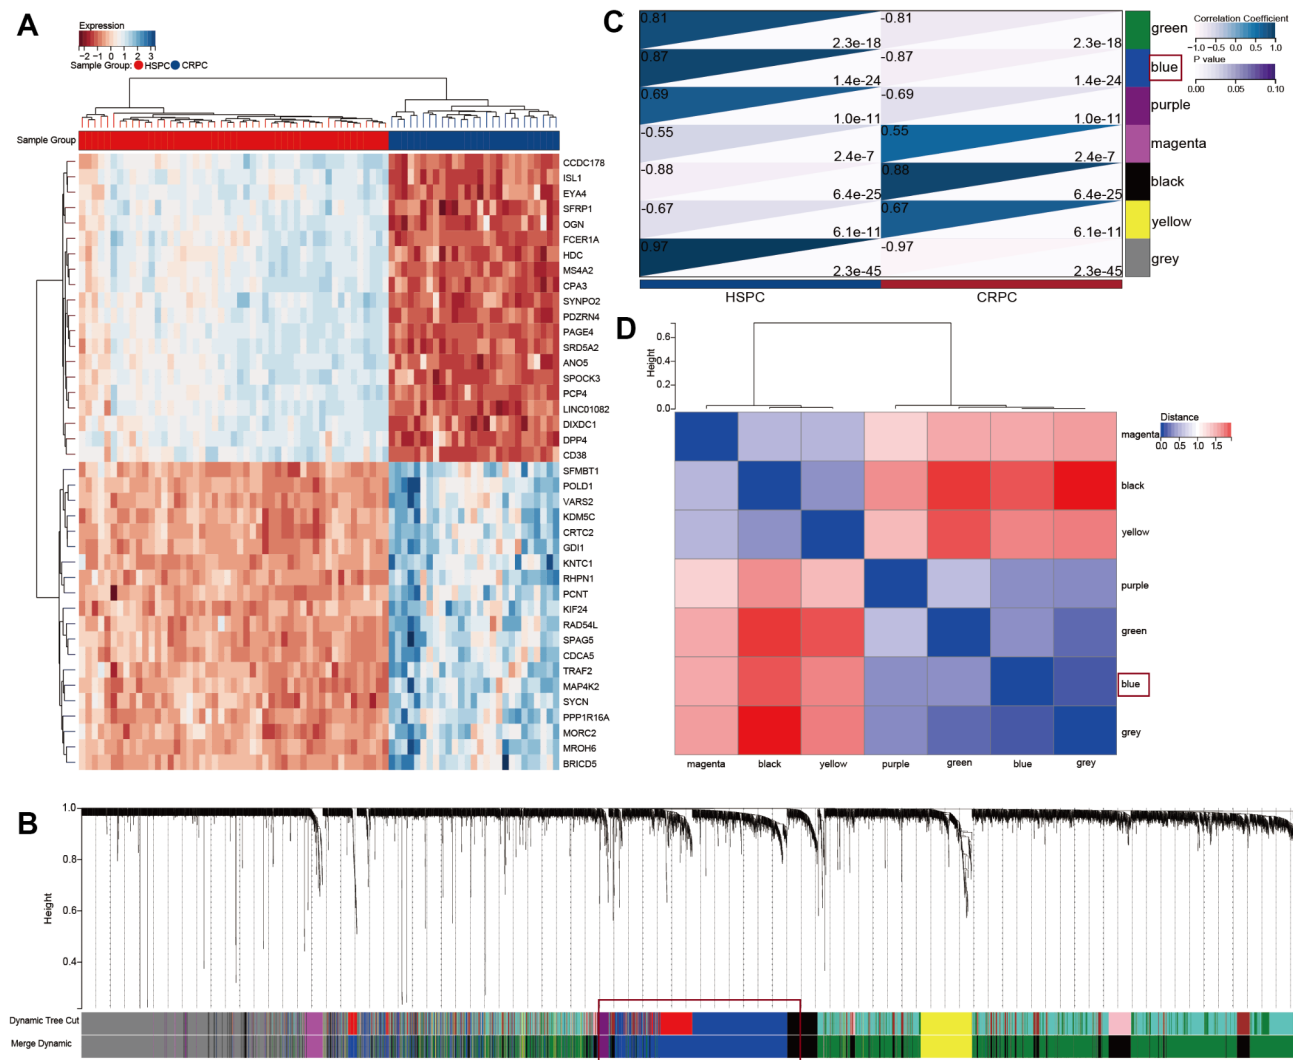 A
Expression
−2 −1 0 1 2 3
Sample Group: HSPC CRPC
Sample Group
CCDC178
ISL1
EYA4
SFRP1
OGN
FCER1A
HDC
MS4A2
CPA3
SYNPO2
PDZRN4
PAGE4
SRD5A2
ANO5
SPOCK3
PCP4
LINC01082
DIXDC1
DPP4
CD38
SFMBT1
POLD1
VARS2
KDM5C
CRTC2
GDI1
KNTC1
RHPN1
PCNT
KIF24
RAD54L
SPAG5
CDCA5
TRAF2
MAP4K2
SYCN
PPP1R16A
MORC2
MROH6
BRICD5
C
0.81 -0.81 green
2.3e-18 2.3e-18
0.87 -0.87 blue
1.4e-24 1.4e-24
0.69 -0.69 purple
1.0e-11 1.0e-11
-0.55 0.55 magenta
2.4e-7 2.4e-7
-0.88 0.88 black
6.4e-25 6.4e-25
-0.67 0.67 yellow
6.1e-11 6.1e-11
0.97 -0.97 grey
2.3e-45 2.3e-45
HSPC CRPC
Correlation Coefficient
−1.0 −0.5 0.0 0.5 1.0
P value
0.00 0.05 0.10
D
Height
0.6
0.4
0.2
0.0
Distance
0.0 0.5 1.0 1.5
magenta
black
yellow
purple
green
blue
grey
magenta black yellow purple green blue grey
B
Height
1.0
0.8
0.6
0.4
Dynamic Tree Cut
Merge Dynamic